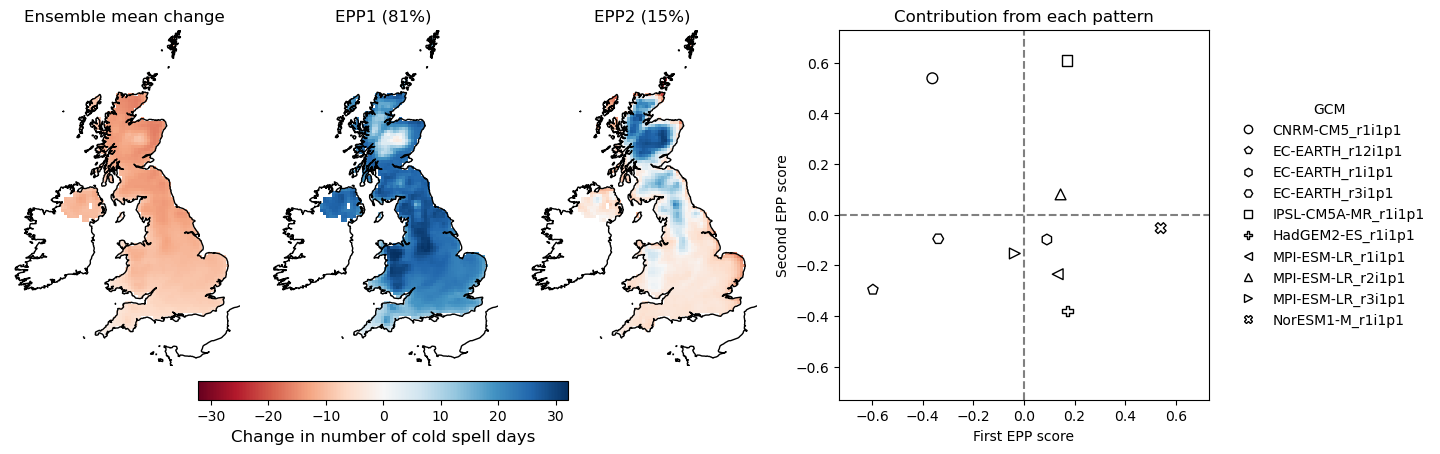 Ensemble mean change
EPP1 (81%)
EPP2 (15%)
Contribution from each pattern
−30 −20 −10 0 10 20 30
Change in number of cold spell days
Second EPP score
0.6
0.4
0.2
0.0
−0.2
−0.4
−0.6
−0.6 −0.4 −0.2 0.0 0.2 0.4 0.6
First EPP score
GCM
CNRM-CM5_r1i1p1
EC-EARTH_r12i1p1
EC-EARTH_r1i1p1
EC-EARTH_r3i1p1
IPSL-CM5A-MR_r1i1p1
HadGEM2-ES_r1i1p1
MPI-ESM-LR_r1i1p1
MPI-ESM-LR_r2i1p1
MPI-ESM-LR_r3i1p1
NorESM1-M_r1i1p1